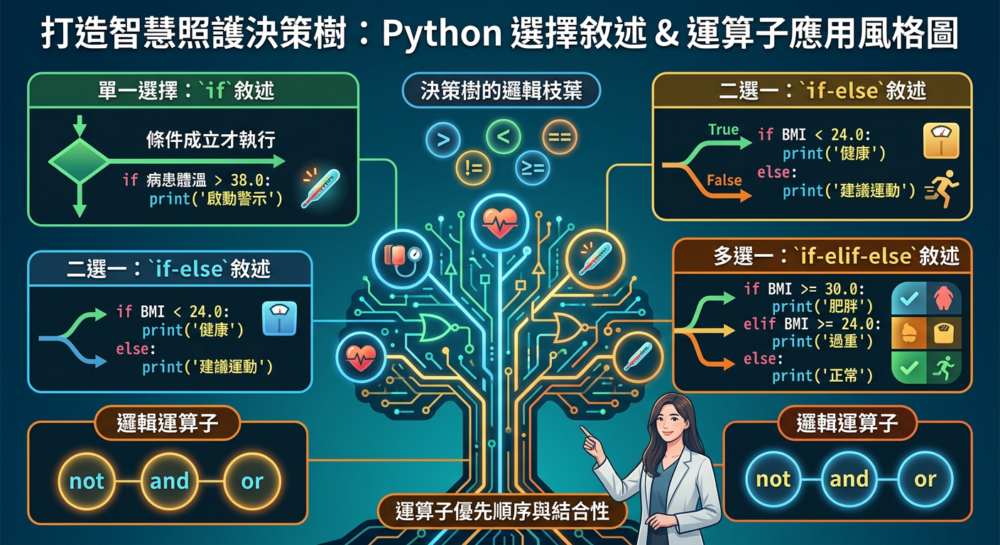 打造智慧照護決策樹：Python 選擇敘述 & 運算子應用風格圖
單一選擇：`if`敘述
條件成立才執行
if 病患體溫 > 38.0:
print('啟動警示')
二選一：`if-else`敘述
if BMI < 24.0:
print('健康')
else:
print('建議運動')
邏輯運算子
not
and
or
決策樹的邏輯枝葉
>
<
==
!=
≥=
運算子優先順序與結合性
二選一：`if-else`敘述
True
False
if BMI < 24.0:
print('健康')
else:
print('建議運動')
多選一：`if-elif-else`敘述
if BMI >= 30.0:
print('肥胖')
elif BMI >= 24.0:
print('過重')
else:
print('正常')
邏輯運算子
not
and
or